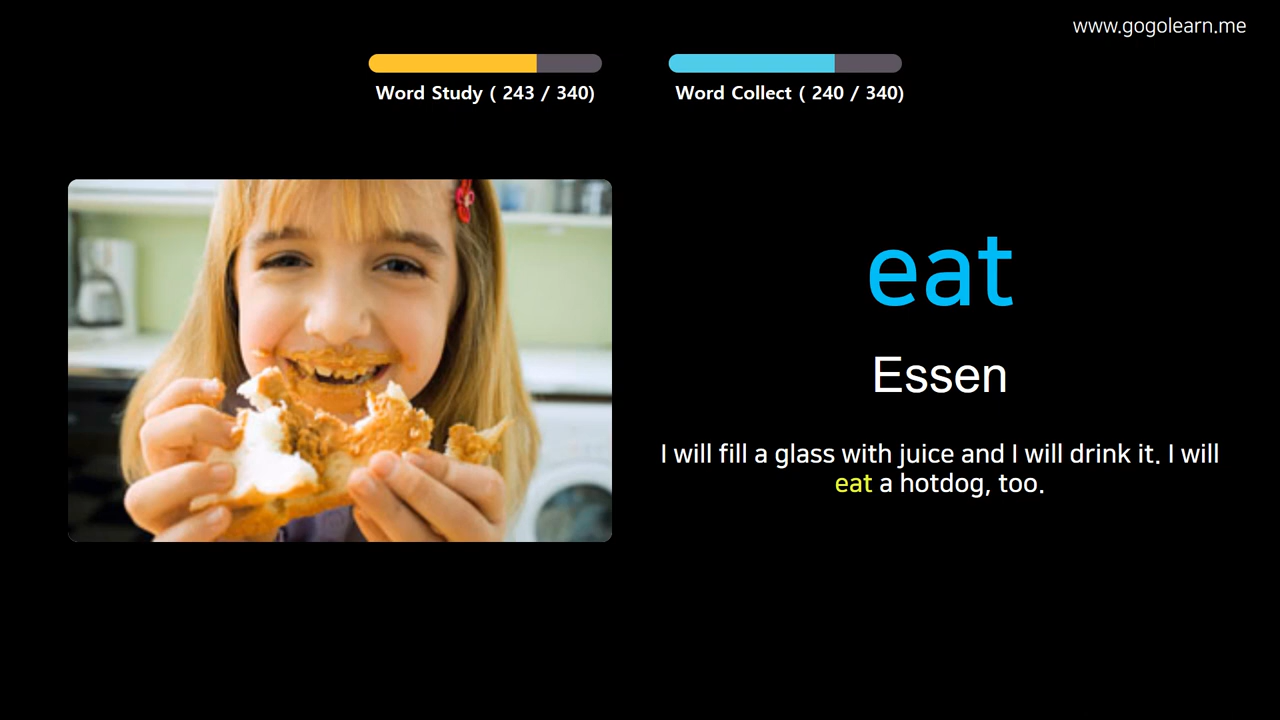 www.gogolearn.me
Word Study ( 243 / 340)
Word Collect ( 240 / 340)
eat
Essen
I will fill a glass with juice and I will drink it. I will
eat a hotdog, too.